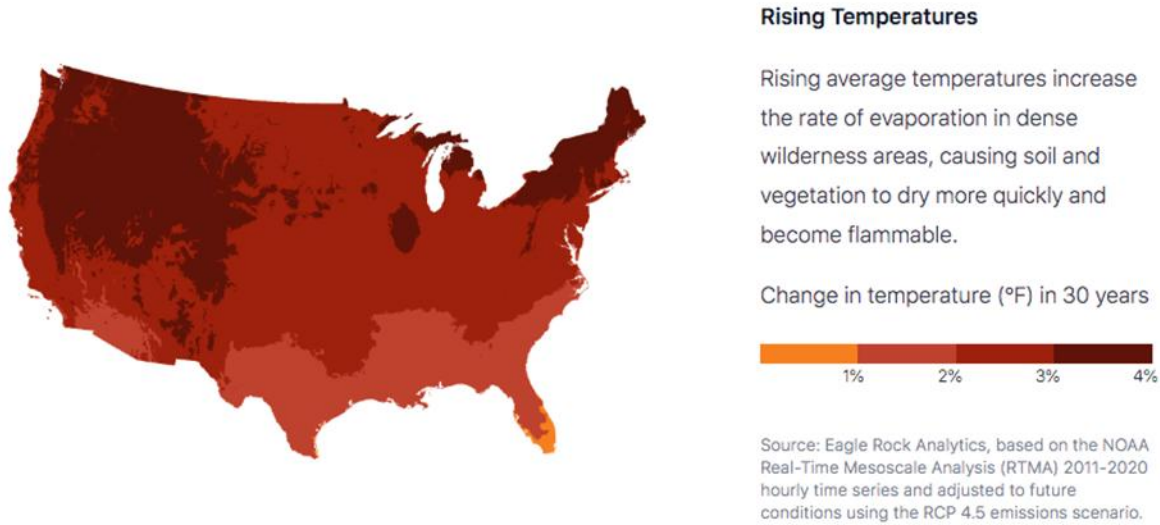 Rising Temperatures
Rising average temperatures increase
the rate of evaporation in dense
wilderness areas, causing soil and
vegetation to dry more quickly and
become flammable.
Change in temperature (°F) in 30 years
1% 2% 3% 4%
Source: Eagle Rock Analytics, based on the NOAA
Real-Time Mesoscale Analysis (RTMA) 2011-2020
hourly time series and adjusted to future
conditions using the RCP 4.5 emissions scenario.